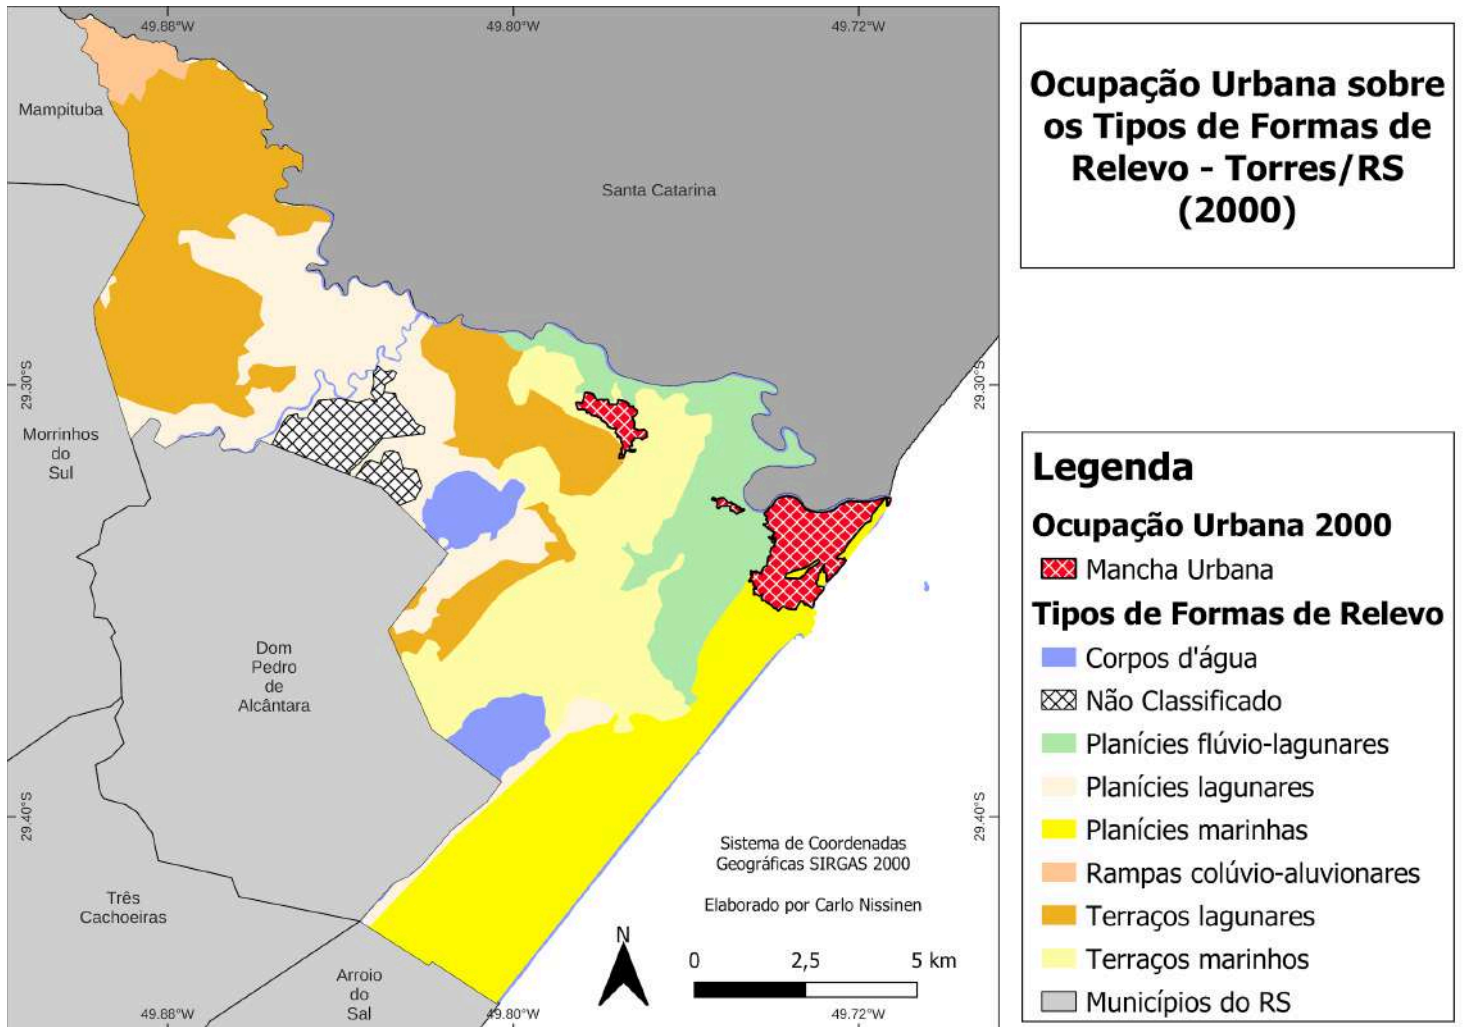 49.88°W
49.80°W
49.72°W
Mampituba
Santa Catarina
29.30°S
29.30°S
Morrinhos
do
Sul
Dom
Pedro
de
Alcântara
29.40°S
29.40°S
Três
Cachoeiras
Arroio
do
Sal
Sistema de Coordenadas
Geográficas SIRGAS 2000
Elaborado por Carlo Nissinen
N
0 2,5 5 km
49.88°W
49.80°W
49.72°W
Ocupação Urbana sobre
os Tipos de Formas de
Relevo - Torres/RS
(2000)
Legenda
Ocupação Urbana 2000
Mancha Urbana
Tipos de Formas de Relevo
Corpos d'água
Não Classificado
Planícies flúvio-lagunares
Planícies lagunares
Planícies marinhas
Rampas colúvio-aluvionares
Terraços lagunares
Terraços marinhos
Municípios do RS